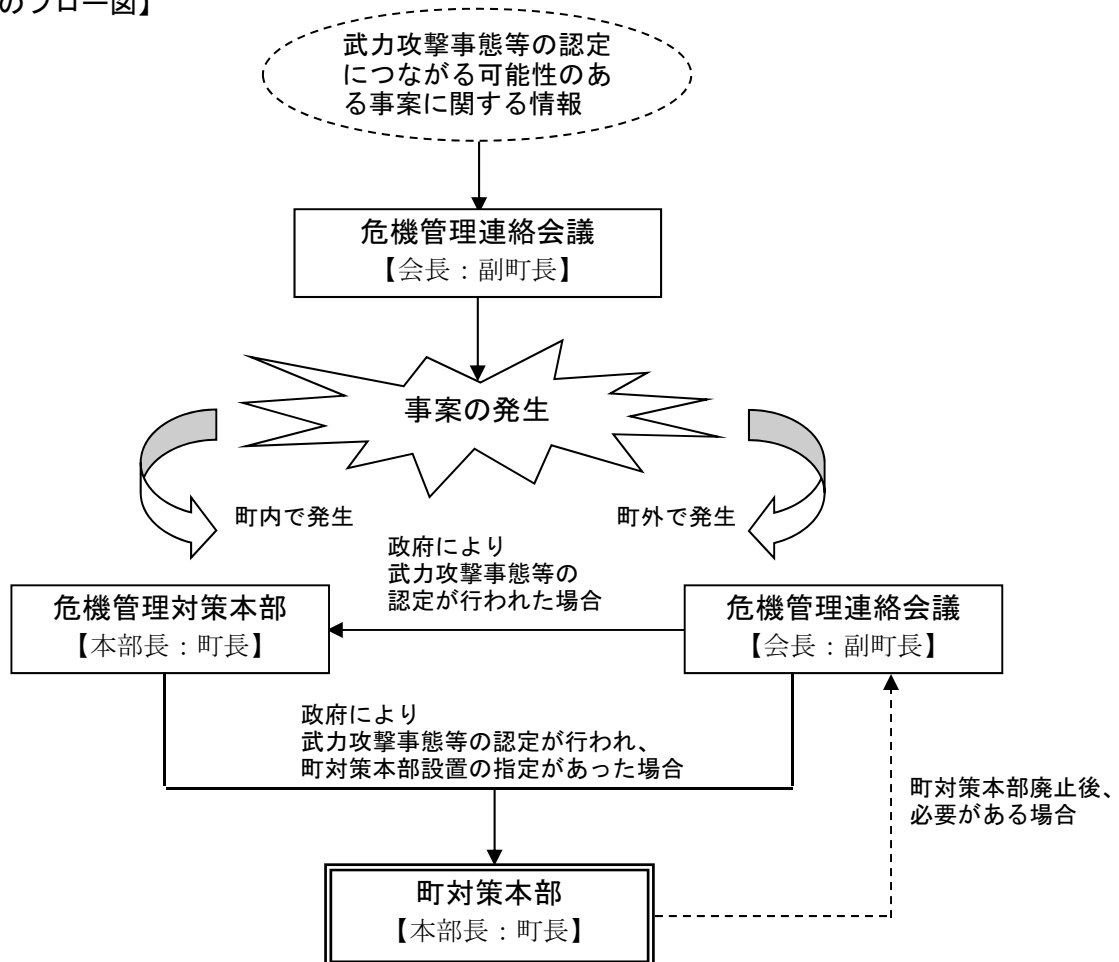 のフロー図】
武力攻撃事態等の認定
につながる可能性のあ
る事案に関する情報
危機管理連絡会議
【会長：副町長】
事案の発生
町内で発生
町外で発生
政府により
武力攻撃事態等の
認定が行われた場合
危機管理対策本部
【本部長：町長】
危機管理連絡会議
【会長：副町長】
政府により
武力攻撃事態等の認定が行われ、
町対策本部設置の指定があった場合
町対策本部廃止後、
必要がある場合
町対策本部
【本部長：町長】